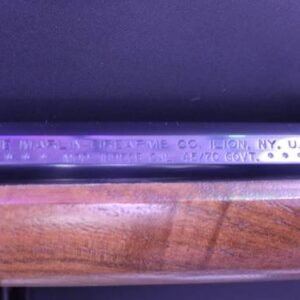 MARLIN FIREARMS CO. ILION, NY. U.
45/70 GOVT.